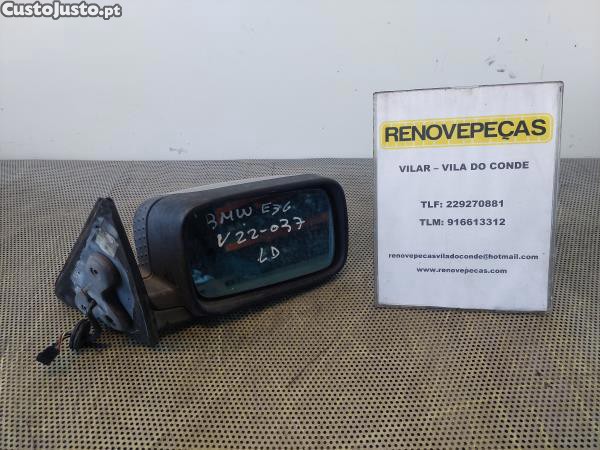 CustoJusto.pt
RENOVEPEÇAS
VILAR – VILA DO CONDE
TLF: 229270881
TLM: 916613312
renovepecasviladoconde@hotmail.com
www.renovepecas.com
BMW E36
V22-037
LD